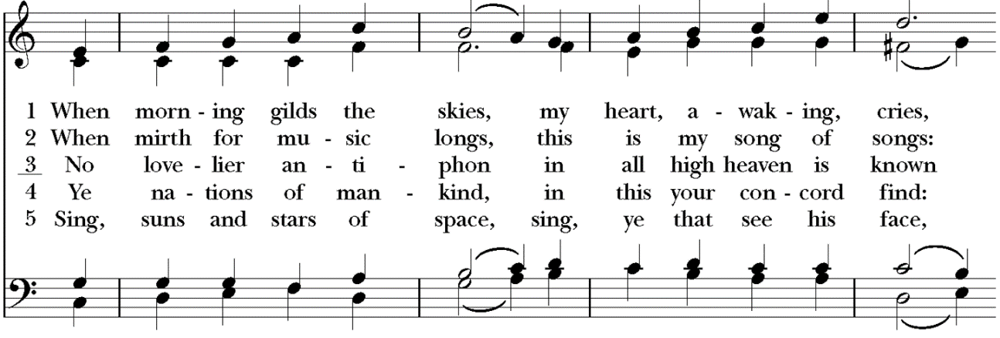 1 When morn - ing gilds the skies, my heart, a - wak - ing, cries,
2 When mirth for mu - sic longs, this is my song of songs:
3 No love - lier an - ti - phon in all high heaven is known
4 Ye na - tions of man - kind, in this your con - cord find:
5 Sing, suns and stars of space, sing, ye that see his face,